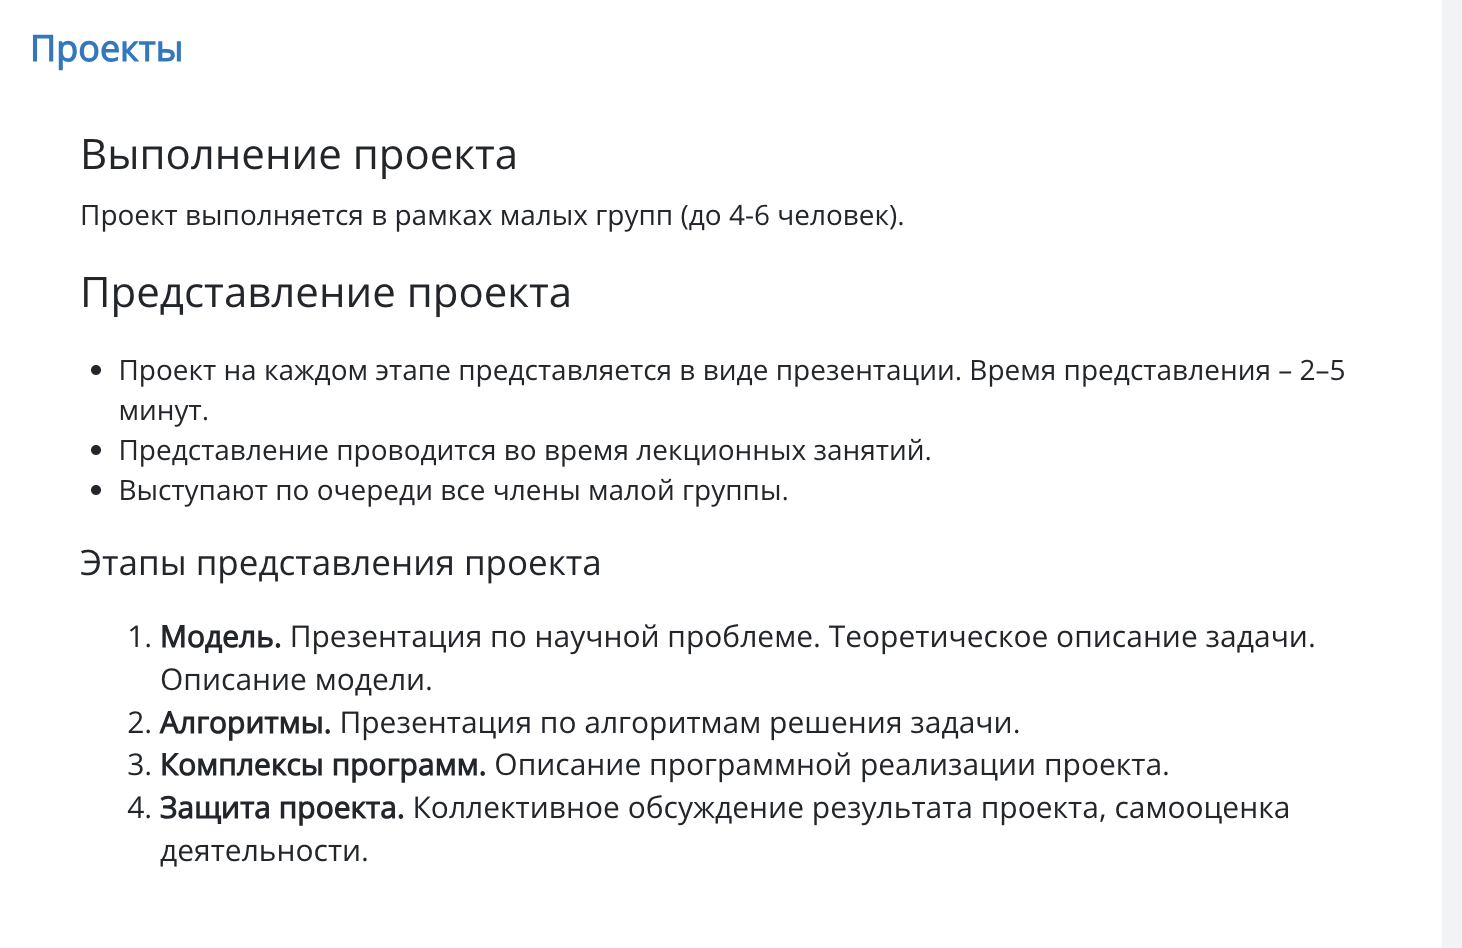 Проекты
Выполнение проекта
Проект выполняется в рамках малых групп (до 4-6 человек).
Представление проекта
• Проект на каждом этапе представляется в виде презентации. Время представления – 2–5
минут.
• Представление проводится во время лекционных занятий.
• Выступают по очереди все члены малой группы.
Этапы представления проекта
1. Модель. Презентация по научной проблеме. Теоретическое описание задачи.
Описание модели.
2. Алгоритмы. Презентация по алгоритмам решения задачи.
3. Комплексы программ. Описание программной реализации проекта.
4. Защита проекта. Коллективное обсуждение результата проекта, самооценка
деятельности.